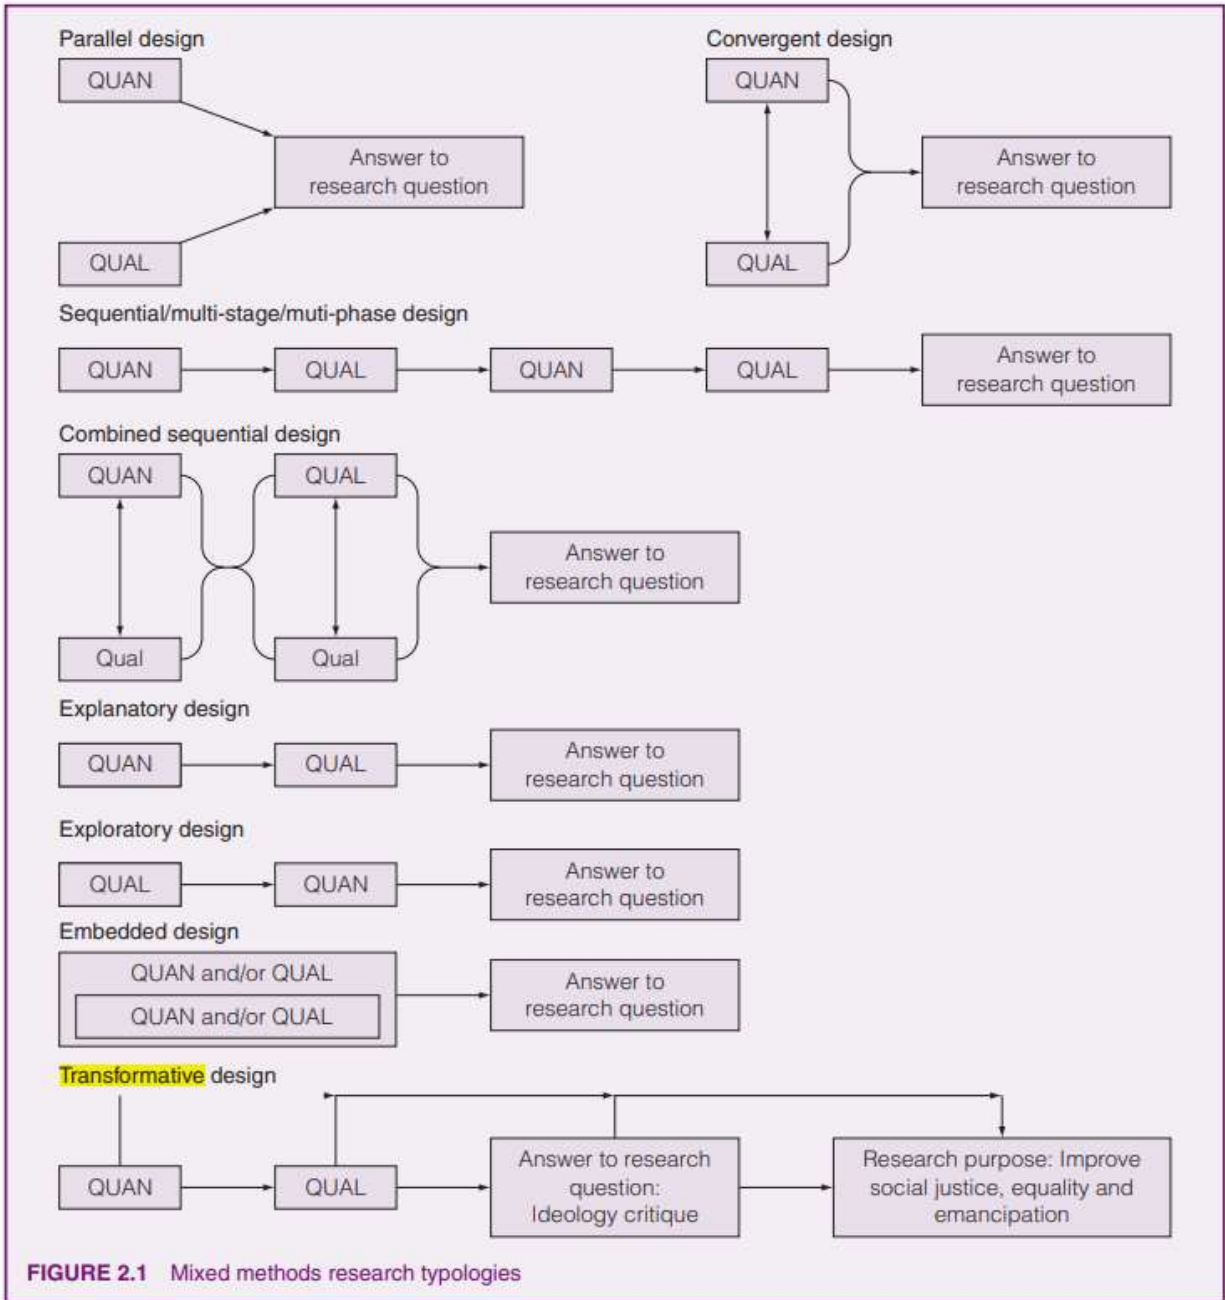 Parallel design
QUAN
Answer to
research question
QUAL
Convergent design
QUAN
Answer to
research question
QUAL
Sequential/multi-stage/muti-phase design
QUAN
QUAL
QUAN
QUAL
Answer to
research question
Combined sequential design
QUAN
QUAL
Answer to
research question
Qual
Qual
Explanatory design
QUAN
QUAL
Answer to
research question
Exploratory design
QUAL
QUAN
Answer to
research question
Embedded design
QUAN and/or QUAL
QUAN and/or QUAL
Answer to
research question
Transformative design
QUAN
QUAL
Answer to research
question:
Ideology critique
Research purpose: Improve
social justice, equality and
emancipation
FIGURE 2.1 Mixed methods research typologies